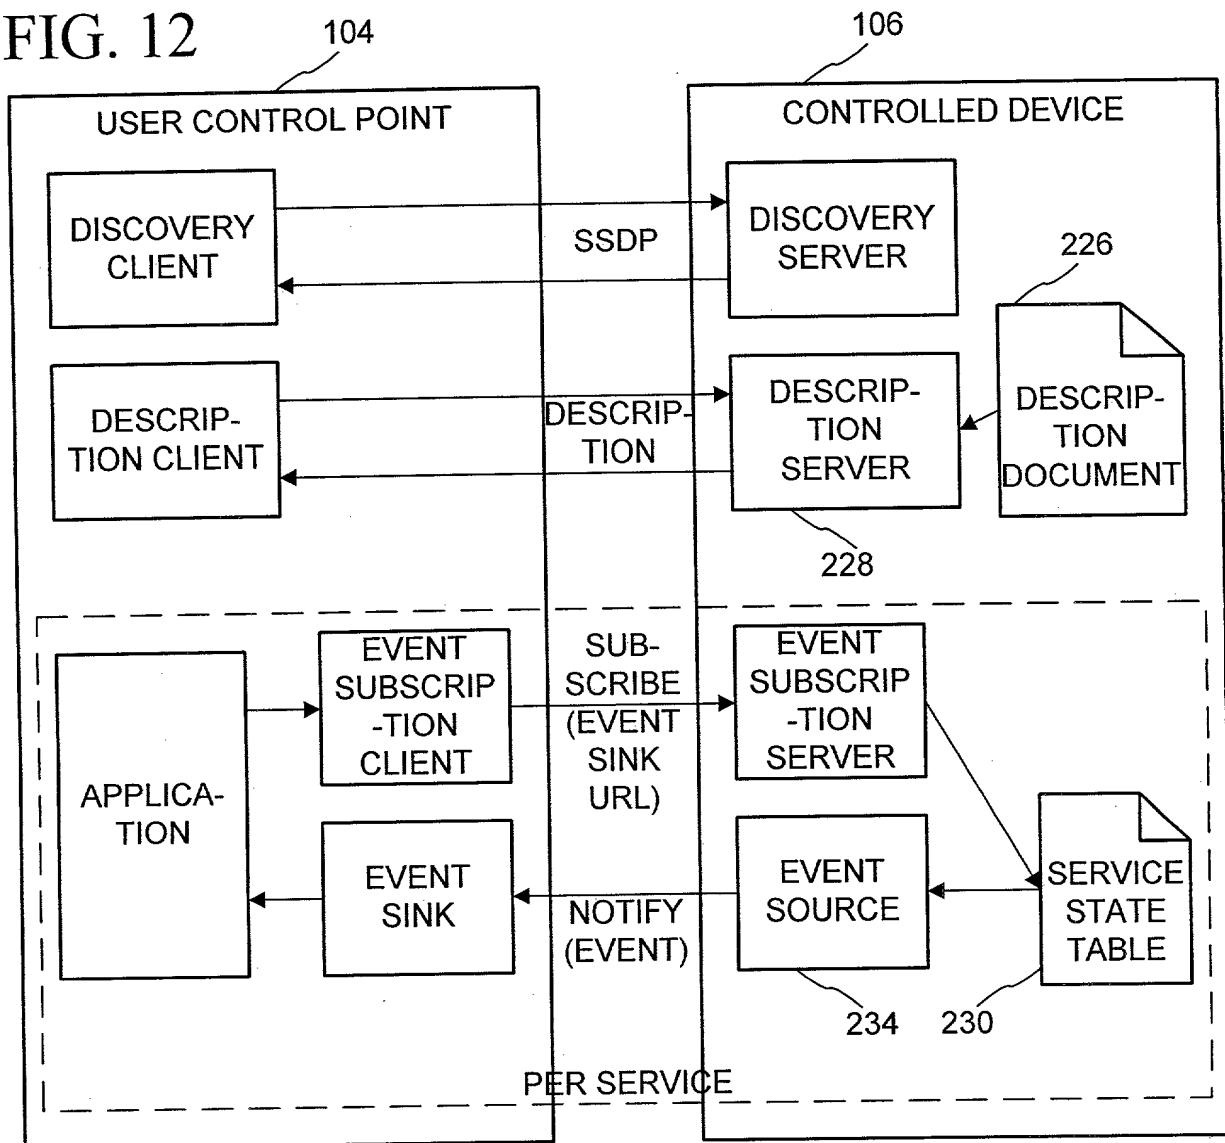 FIG. 12
104
106
USER CONTROL POINT
CONTROLLED DEVICE
DISCOVERY
CLIENT
SSDP
DISCOVERY
SERVER
226
DESCRIP-
TION CLIENT
DESCRIP-
TION
DESCRIP-
TION
SERVER
DESCRIP-
TION
DOCUMENT
228
APPLICA-
TION
EVENT
SUBSCRIP
-TION
CLIENT
SUB-
SCRIBE
(EVENT
SINK
URL)
EVENT
SUBSCRIP
-TION
SERVER
EVENT
SINK
NOTIFY
(EVENT)
EVENT
SOURCE
SERVICE
STATE
TABLE
234
230
PER SERVICE